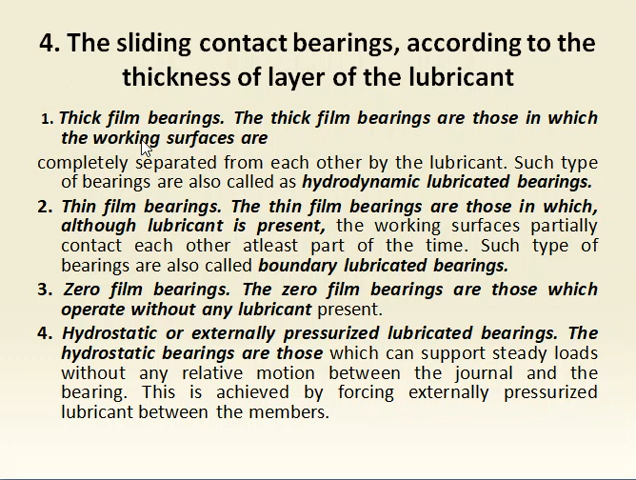 4. The sliding contact bearings, according to the
thickness of layer of the lubricant
1. Thick film bearings. The thick film bearings are those in which
the working surfaces are
completely separated from each other by the lubricant. Such type
of bearings are also called as hydrodynamic lubricated bearings.
2. Thin film bearings. The thin film bearings are those in which,
although lubricant is present, the working surfaces partially
contact each other atleast part of the time. Such type of
bearings are also called boundary lubricated bearings.
3. Zero film bearings. The zero film bearings are those which
operate without any lubricant present.
4. Hydrostatic or externally pressurized lubricated bearings. The
hydrostatic bearings are those which can support steady loads
without any relative motion between the journal and the
bearing. This is achieved by forcing externally pressurized
lubricant between the members.